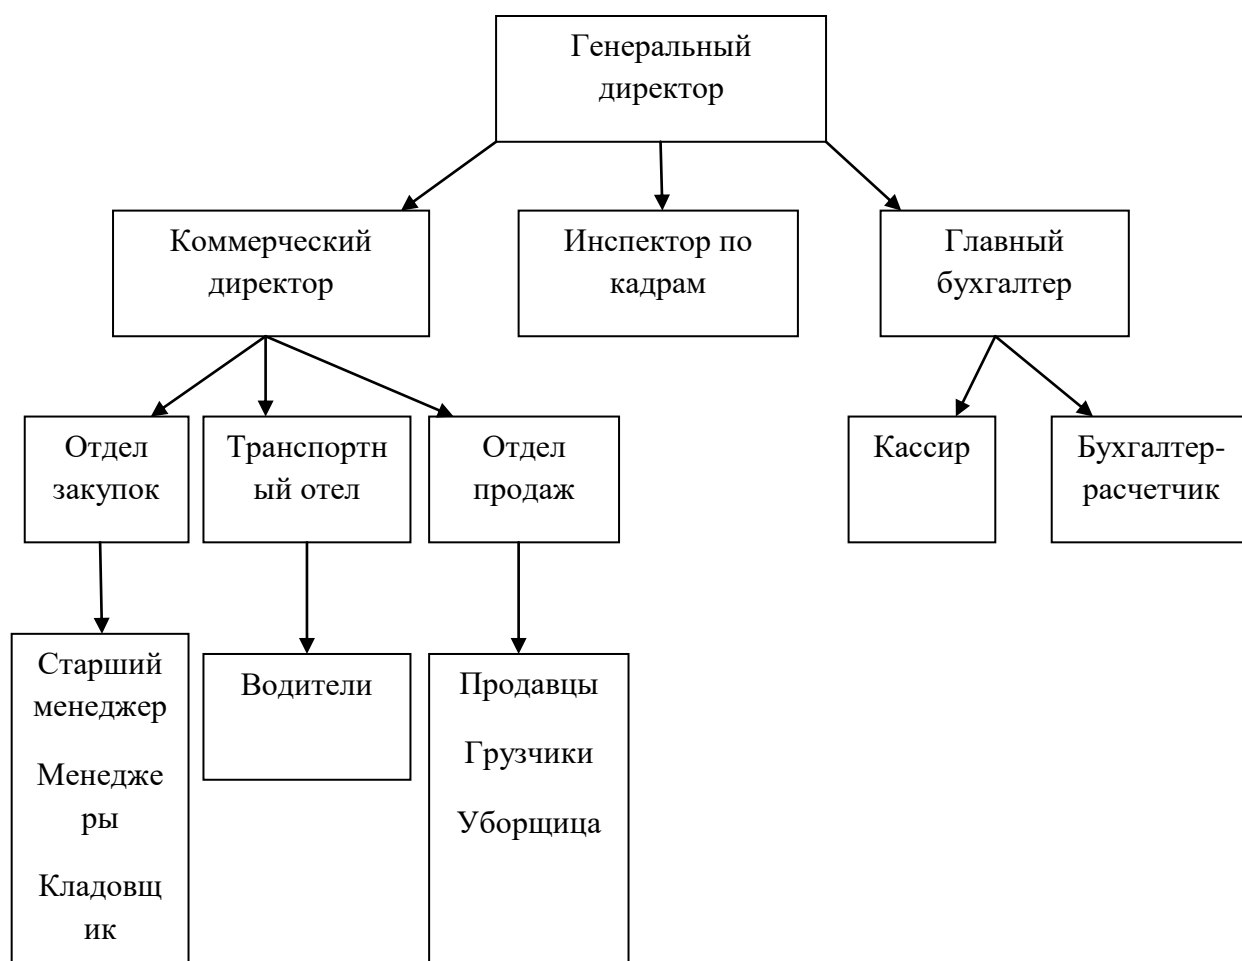 Генеральный
директор
Коммерческий
директор
Инспектор по
кадрам
Главный
бухгалтер
Отдел
закупок
Транспортн
ый отел
Отдел
продаж
Кассир
Бухгалтер-
расчетчик
Старший
менеджер
Менедже
ры
Кладовщ
ик
Водители
Продавцы
Грузчики
Уборщица